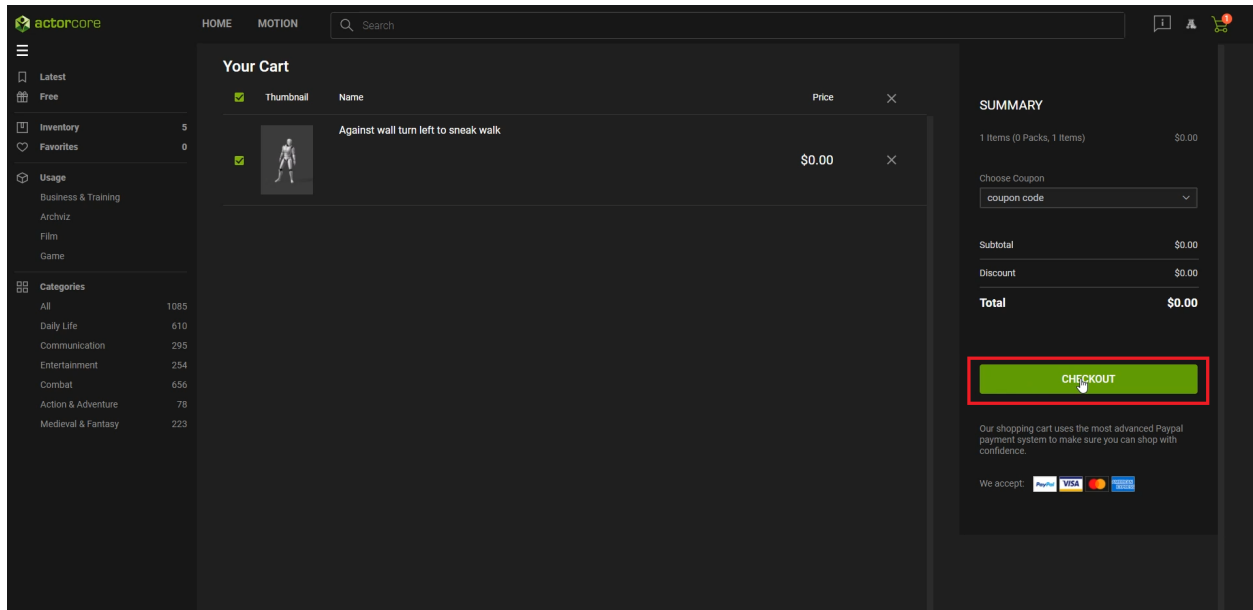 actorcore
HOME MOTION Search 1
Latest
Free
Inventory 5
Favorites 0
Usage
Business & Training
Archviz
Film
Game
Categories
All 1085
Daily Life 610
Communication 295
Entertainment 254
Combat 656
Action & Adventure 78
Medieval & Fantasy 223
Your Cart
Thumbnail Name Price
Against wall turn left to sneak walk
$0.00
SUMMARY
1 Items (0 Packs, 1 Items) $0.00
Choose Coupon
coupon code
Subtotal $0.00
Discount $0.00
Total $0.00
CHECKOUT
Our shopping cart uses the most advanced Paypal
payment system to make sure you can shop with
confidence.
We accept: PayPal VISA